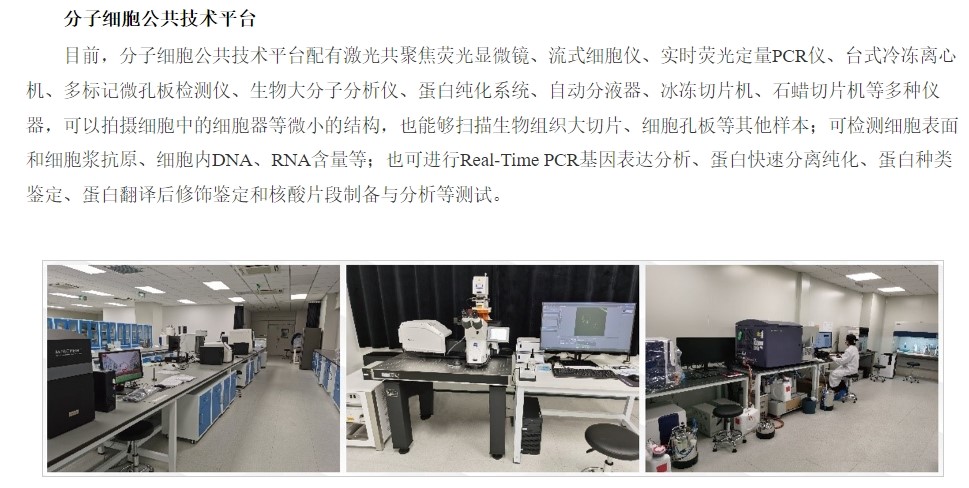 分子细胞公共技术平台
目前，分子细胞公共技术平台配有激光共聚焦荧光显微镜、流式细胞仪、实时荧光定量PCR仪、台式冷冻离心
机、多标记微孔板检测仪、生物大分子分析仪、蛋白纯化系统、自动分液器、冰冻切片机、石蜡切片机等多种仪
器，可以拍摄细胞中的细胞器等微小的结构，也能够扫描生物组织大切片、细胞孔板等其他样本；可检测细胞表面
和细胞浆抗原、细胞内DNA、RNA含量等；也可进行Real-Time PCR基因表达分析、蛋白快速分离纯化、蛋白种类
鉴定、蛋白翻译后修饰鉴定和核酸片段制备与分析等测试。